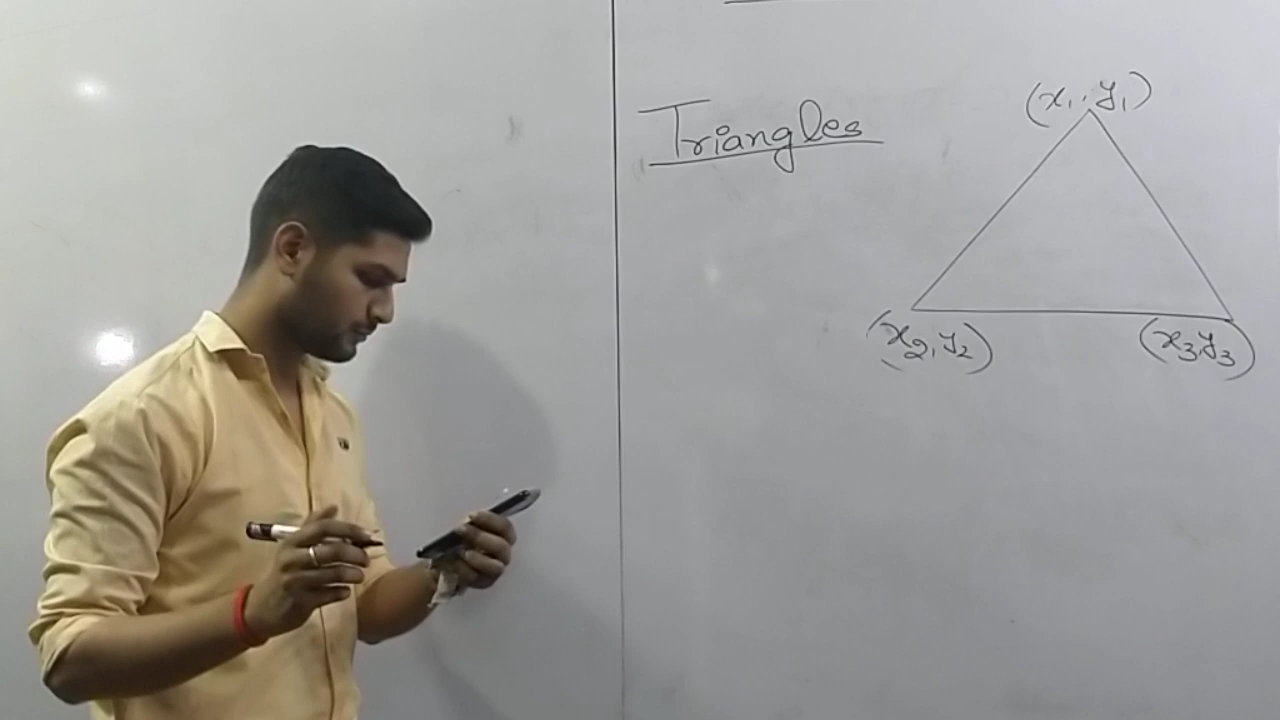 Triangles
(x₁, y₁)
(x₂, y₂) (x₃, y₃)